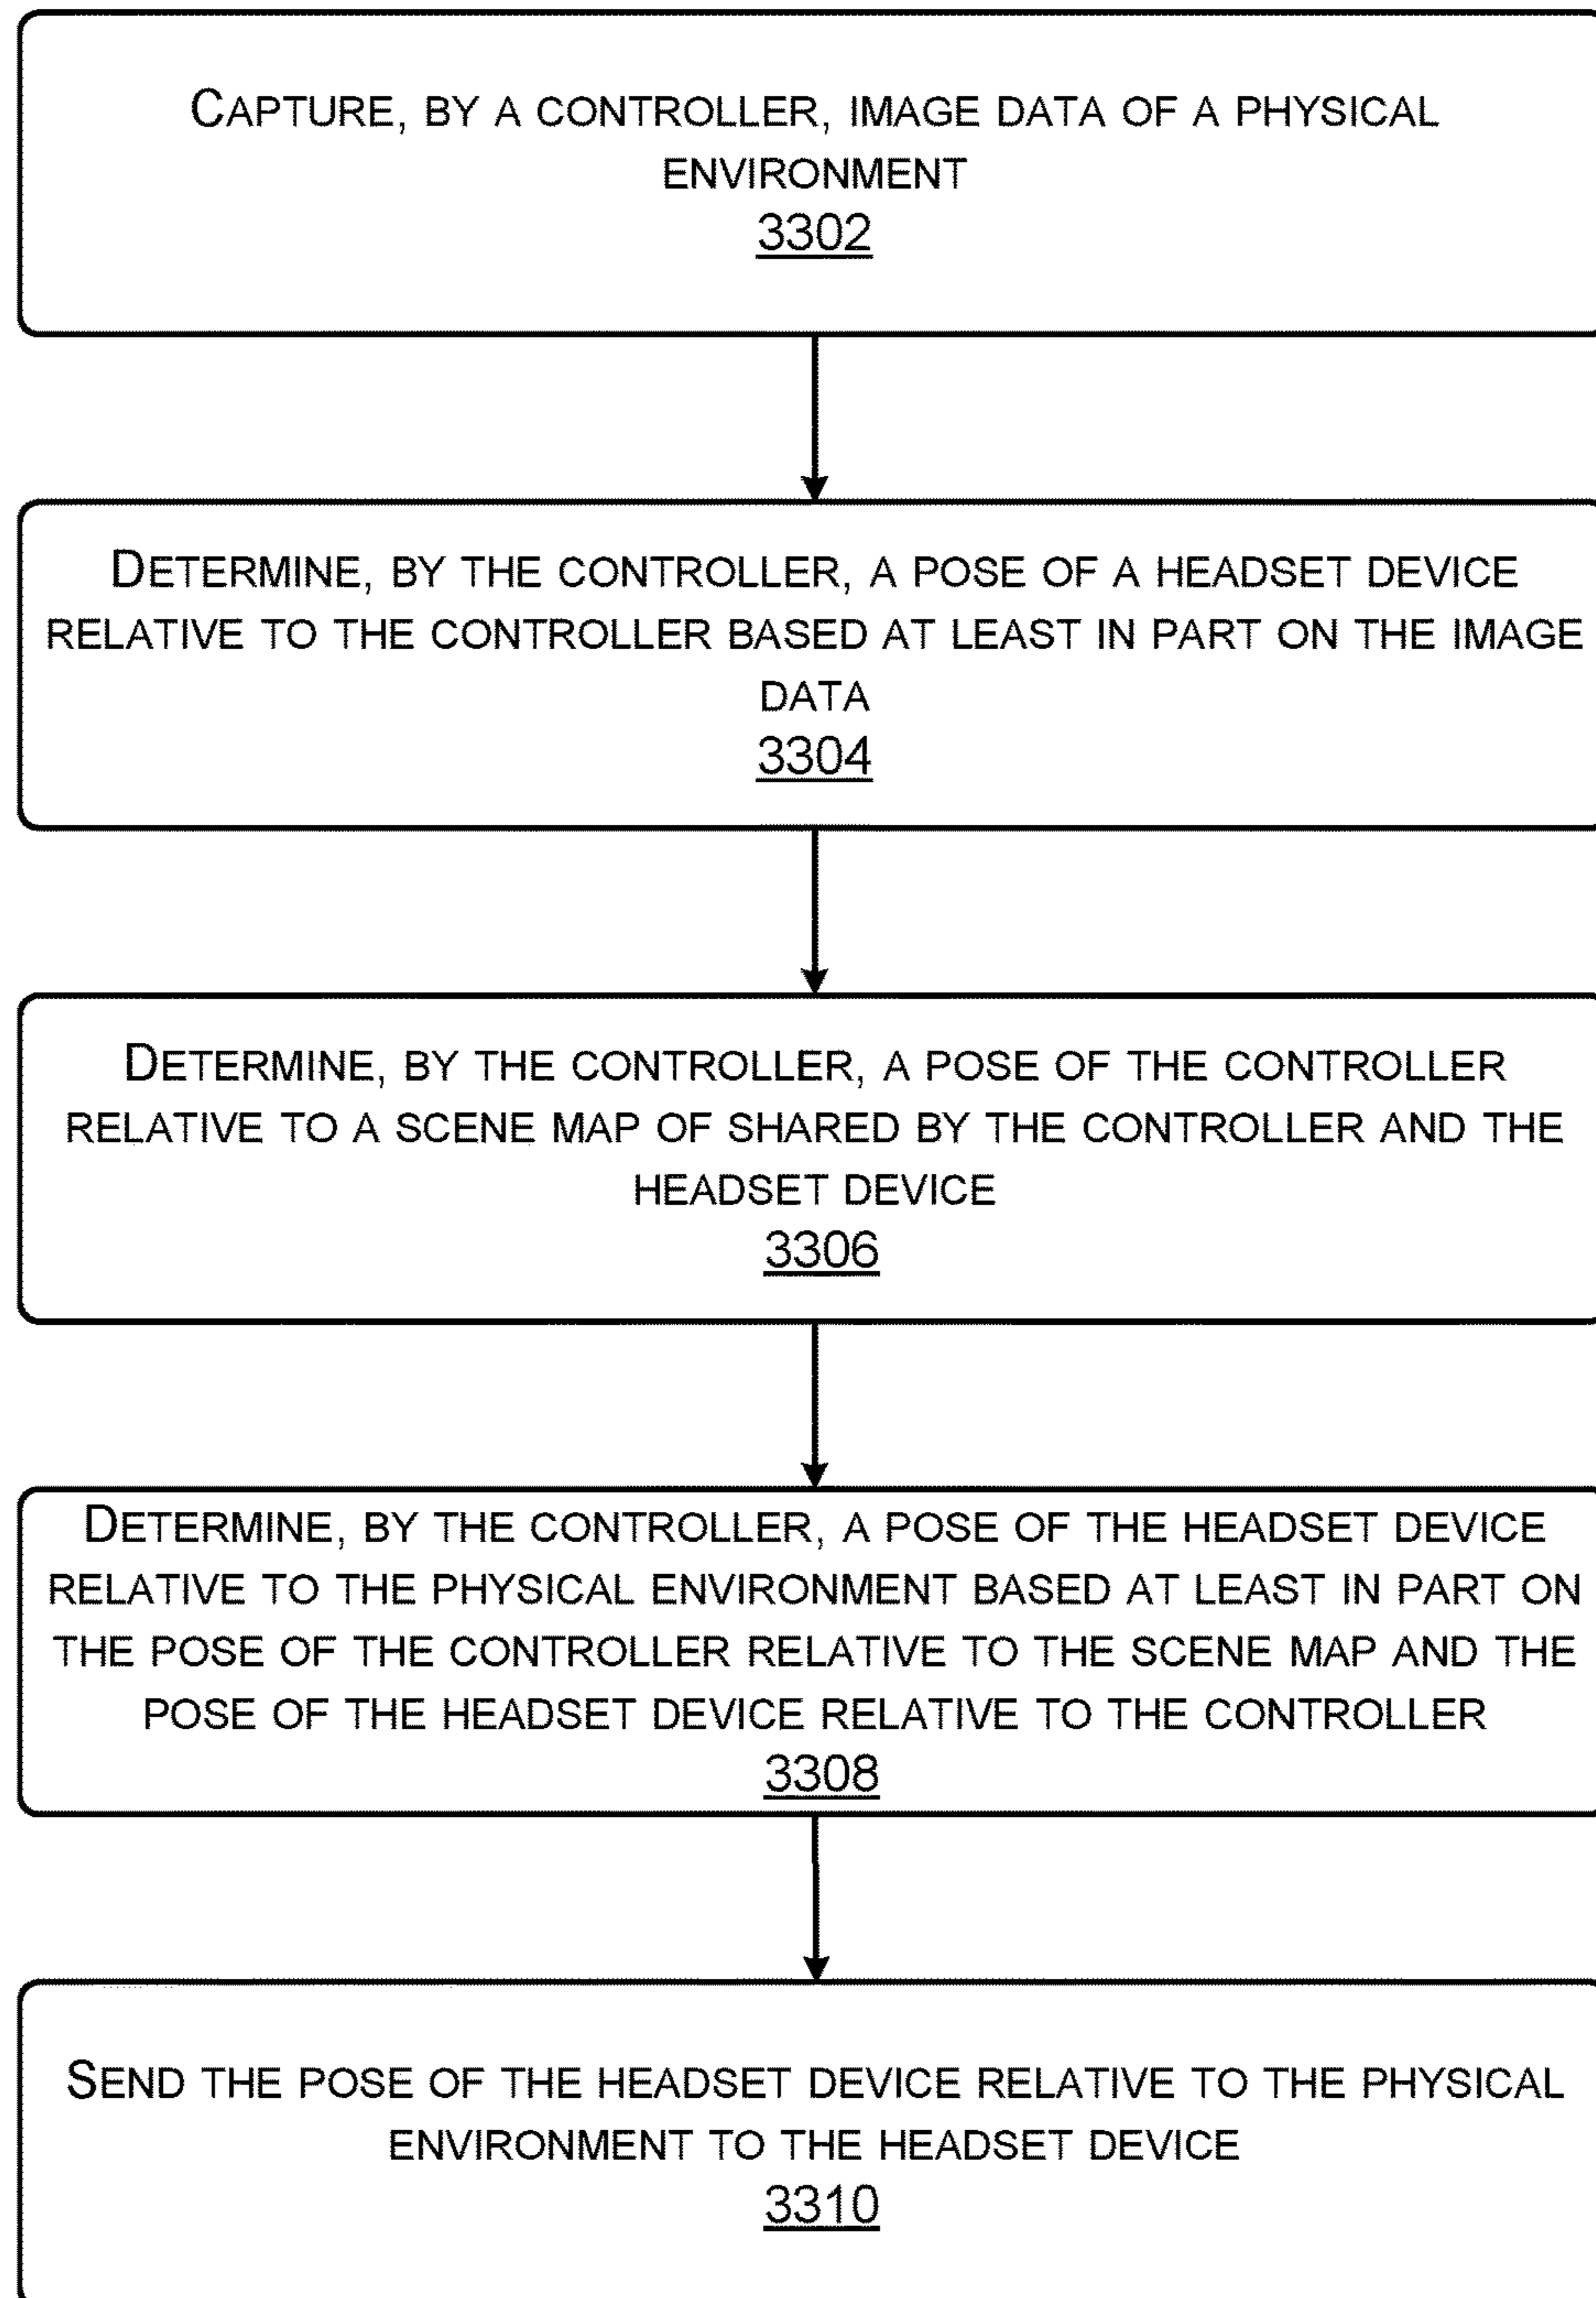 CAPTURE, BY A CONTROLLER, IMAGE DATA OF A PHYSICAL
ENVIRONMENT
3302
DETERMINE, BY THE CONTROLLER, A POSE OF A HEADSET DEVICE
RELATIVE TO THE CONTROLLER BASED AT LEAST IN PART ON THE IMAGE
DATA
3304
DETERMINE, BY THE CONTROLLER, A POSE OF THE CONTROLLER
RELATIVE TO A SCENE MAP OF SHARED BY THE CONTROLLER AND THE
HEADSET DEVICE
3306
DETERMINE, BY THE CONTROLLER, A POSE OF THE HEADSET DEVICE
RELATIVE TO THE PHYSICAL ENVIRONMENT BASED AT LEAST IN PART ON
THE POSE OF THE CONTROLLER RELATIVE TO THE SCENE MAP AND THE
POSE OF THE HEADSET DEVICE RELATIVE TO THE CONTROLLER
3308
SEND THE POSE OF THE HEADSET DEVICE RELATIVE TO THE PHYSICAL
ENVIRONMENT TO THE HEADSET DEVICE
3310